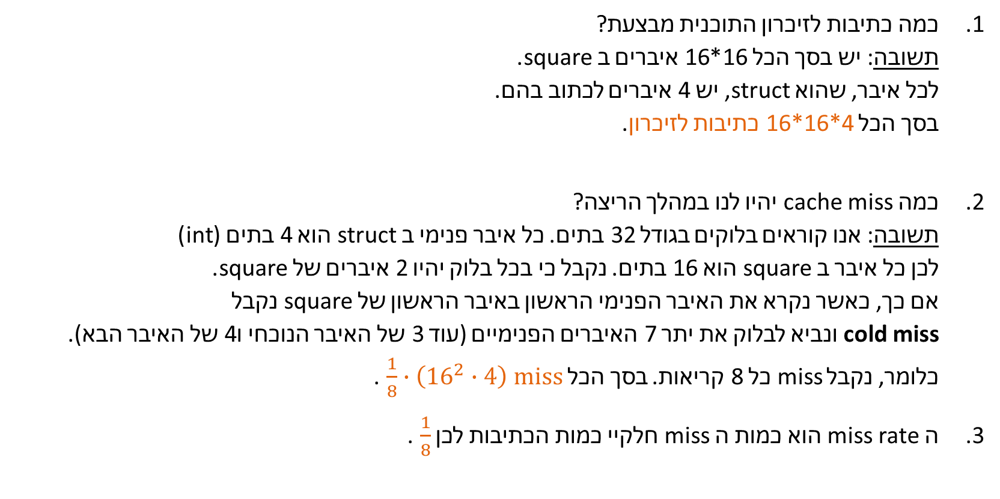 1. כמה כתיבות לזיכרון התוכנית מבצעת?
תשובה: יש בסך הכל 16*16 איברים ב square.
לכל איבר, שהוא struct, יש 4 איברים לכתוב בהם.
בסך הכל 16*16*4 כתיבות לזיכרון.
2. כמה cache miss יהיו לנו במהלך הריצה?
תשובה: אנו קוראים בלוקים בגודל 32 בתים. כל איבר פנימי ב struct הוא 4 בתים (int)
לכן כל איבר ב square הוא 16 בתים. נקבל כי בכל בלוק יהיו 2 איברים של square.
אם כך, כאשר נקרא את האיבר הפנימי הראשון באיבר הראשון של square נקבל
cold miss ונביא לבלוק את יתר 7 האיברים הפנימיים (עוד 3 של האיבר הנוכחי ו4 של האיבר הבא).
כלומר, נקבל miss כל 8 קריאות. בסך הכל $\frac{1}{8} \cdot (16^2 \cdot 4)$ miss .
3. ה miss rate הוא כמות ה miss חלקיי כמות הכתיבות לכן $\frac{1}{8}$ .